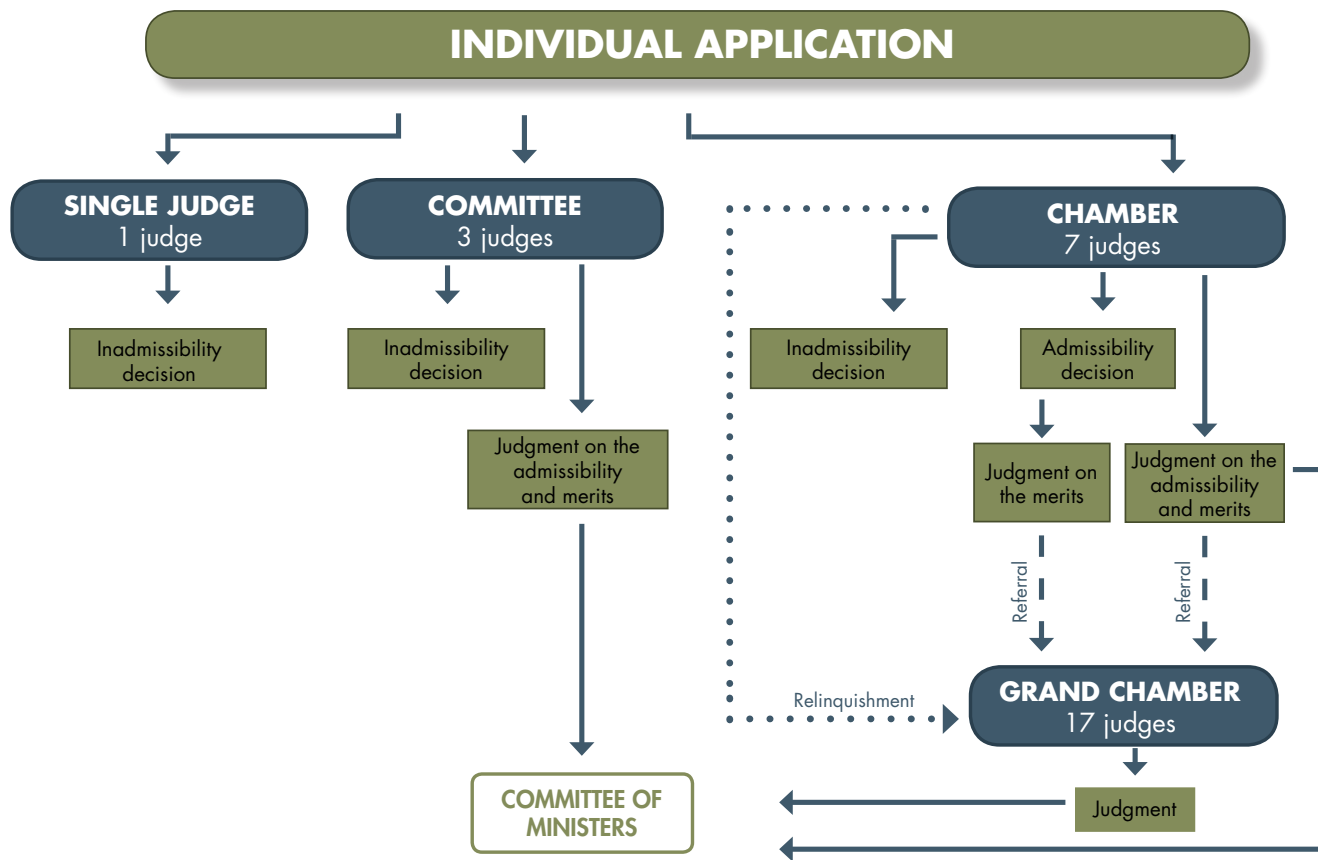 INDIVIDUAL APPLICATION
SINGLE JUDGE
1 judge
COMMITTEE
3 judges
CHAMBER
7 judges
Inadmissibility
decision
Inadmissibility
decision
Inadmissibility
decision
Admissibility
decision
Judgment on the
admissibility
and merits
Judgment on
the merits
Judgment on the
admissibility
and merits
Referral
Referral
Relinquishment
GRAND CHAMBER
17 judges
COMMITTEE OF
MINISTERS
Judgment